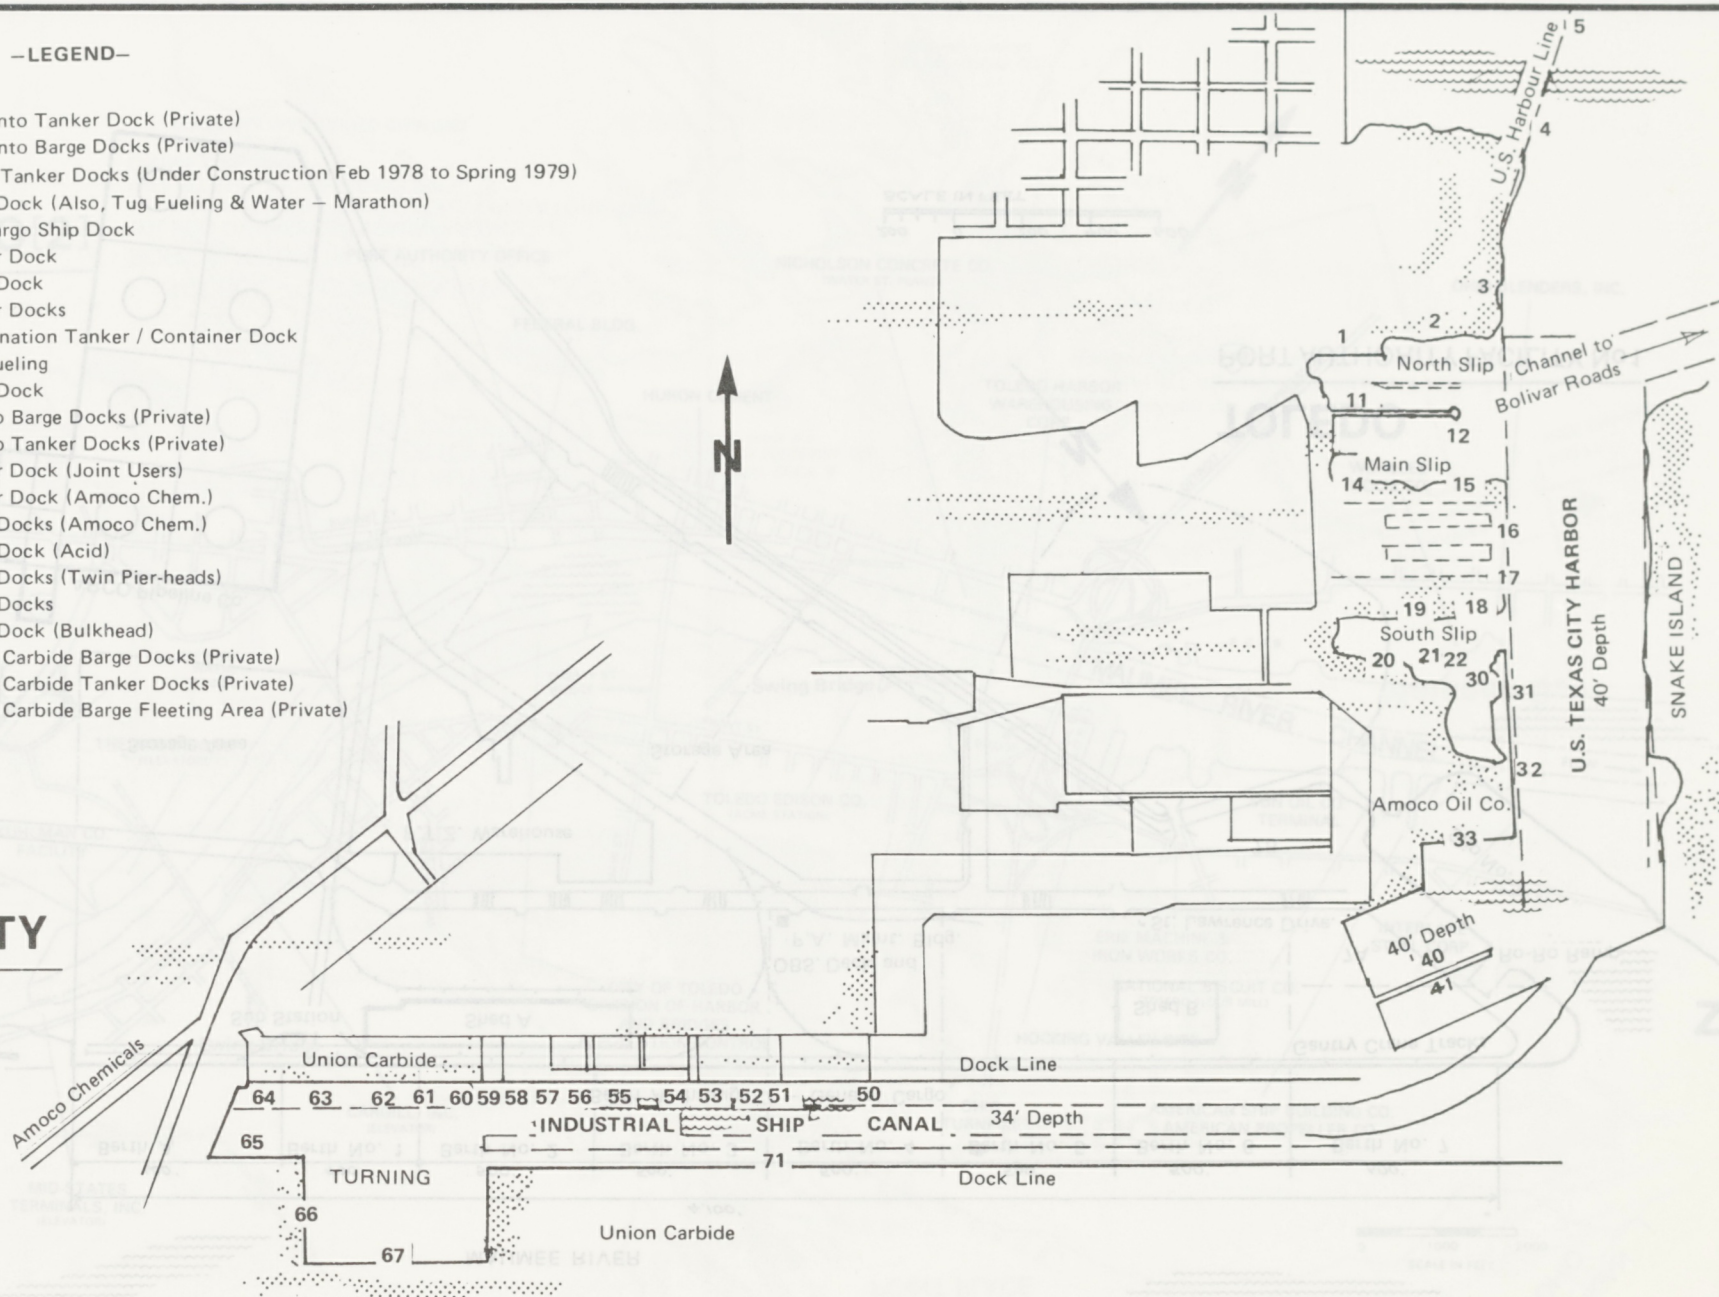 —LEGEND—
nto Tanker Dock (Private)
nto Barge Docks (Private)
Tanker Docks (Under Construction Feb 1978 to Spring 1979)
Dock (Also, Tug Fueling & Water — Marathon)
argo Ship Dock
r Dock
Dock
r Docks
nation Tanker / Container Dock
ueling
Dock
o Barge Docks (Private)
o Tanker Docks (Private)
r Dock (Joint Users)
r Dock (Amoco Chem.)
Docks (Amoco Chem.)
Dock (Acid)
Docks (Twin Pier-heads)
Docks
Dock (Bulkhead)
Carbide Barge Docks (Private)
Carbide Tanker Docks (Private)
Carbide Barge Fleeting Area (Private)
TY
N
5
U.S. Harbour Line
4
3
2
1
North Slip
Channel to
Bolivar Roads
11
12
Main Slip
14
15
16
17
19
18
South Slip
20
21
22
30
31
32
U.S. TEXAS CITY HARBOR
40' Depth
SNAKE ISLAND
Amoco Oil Co.
33
40' Depth
40
41
Amoco Chemicals
Union Carbide
Dock Line
64 63 62 61 60 59 58 57 56 55 54 53 52 51 50
34' Depth
INDUSTRIAL SHIP CANAL
65
71
TURNING
Dock Line
66
Union Carbide
67